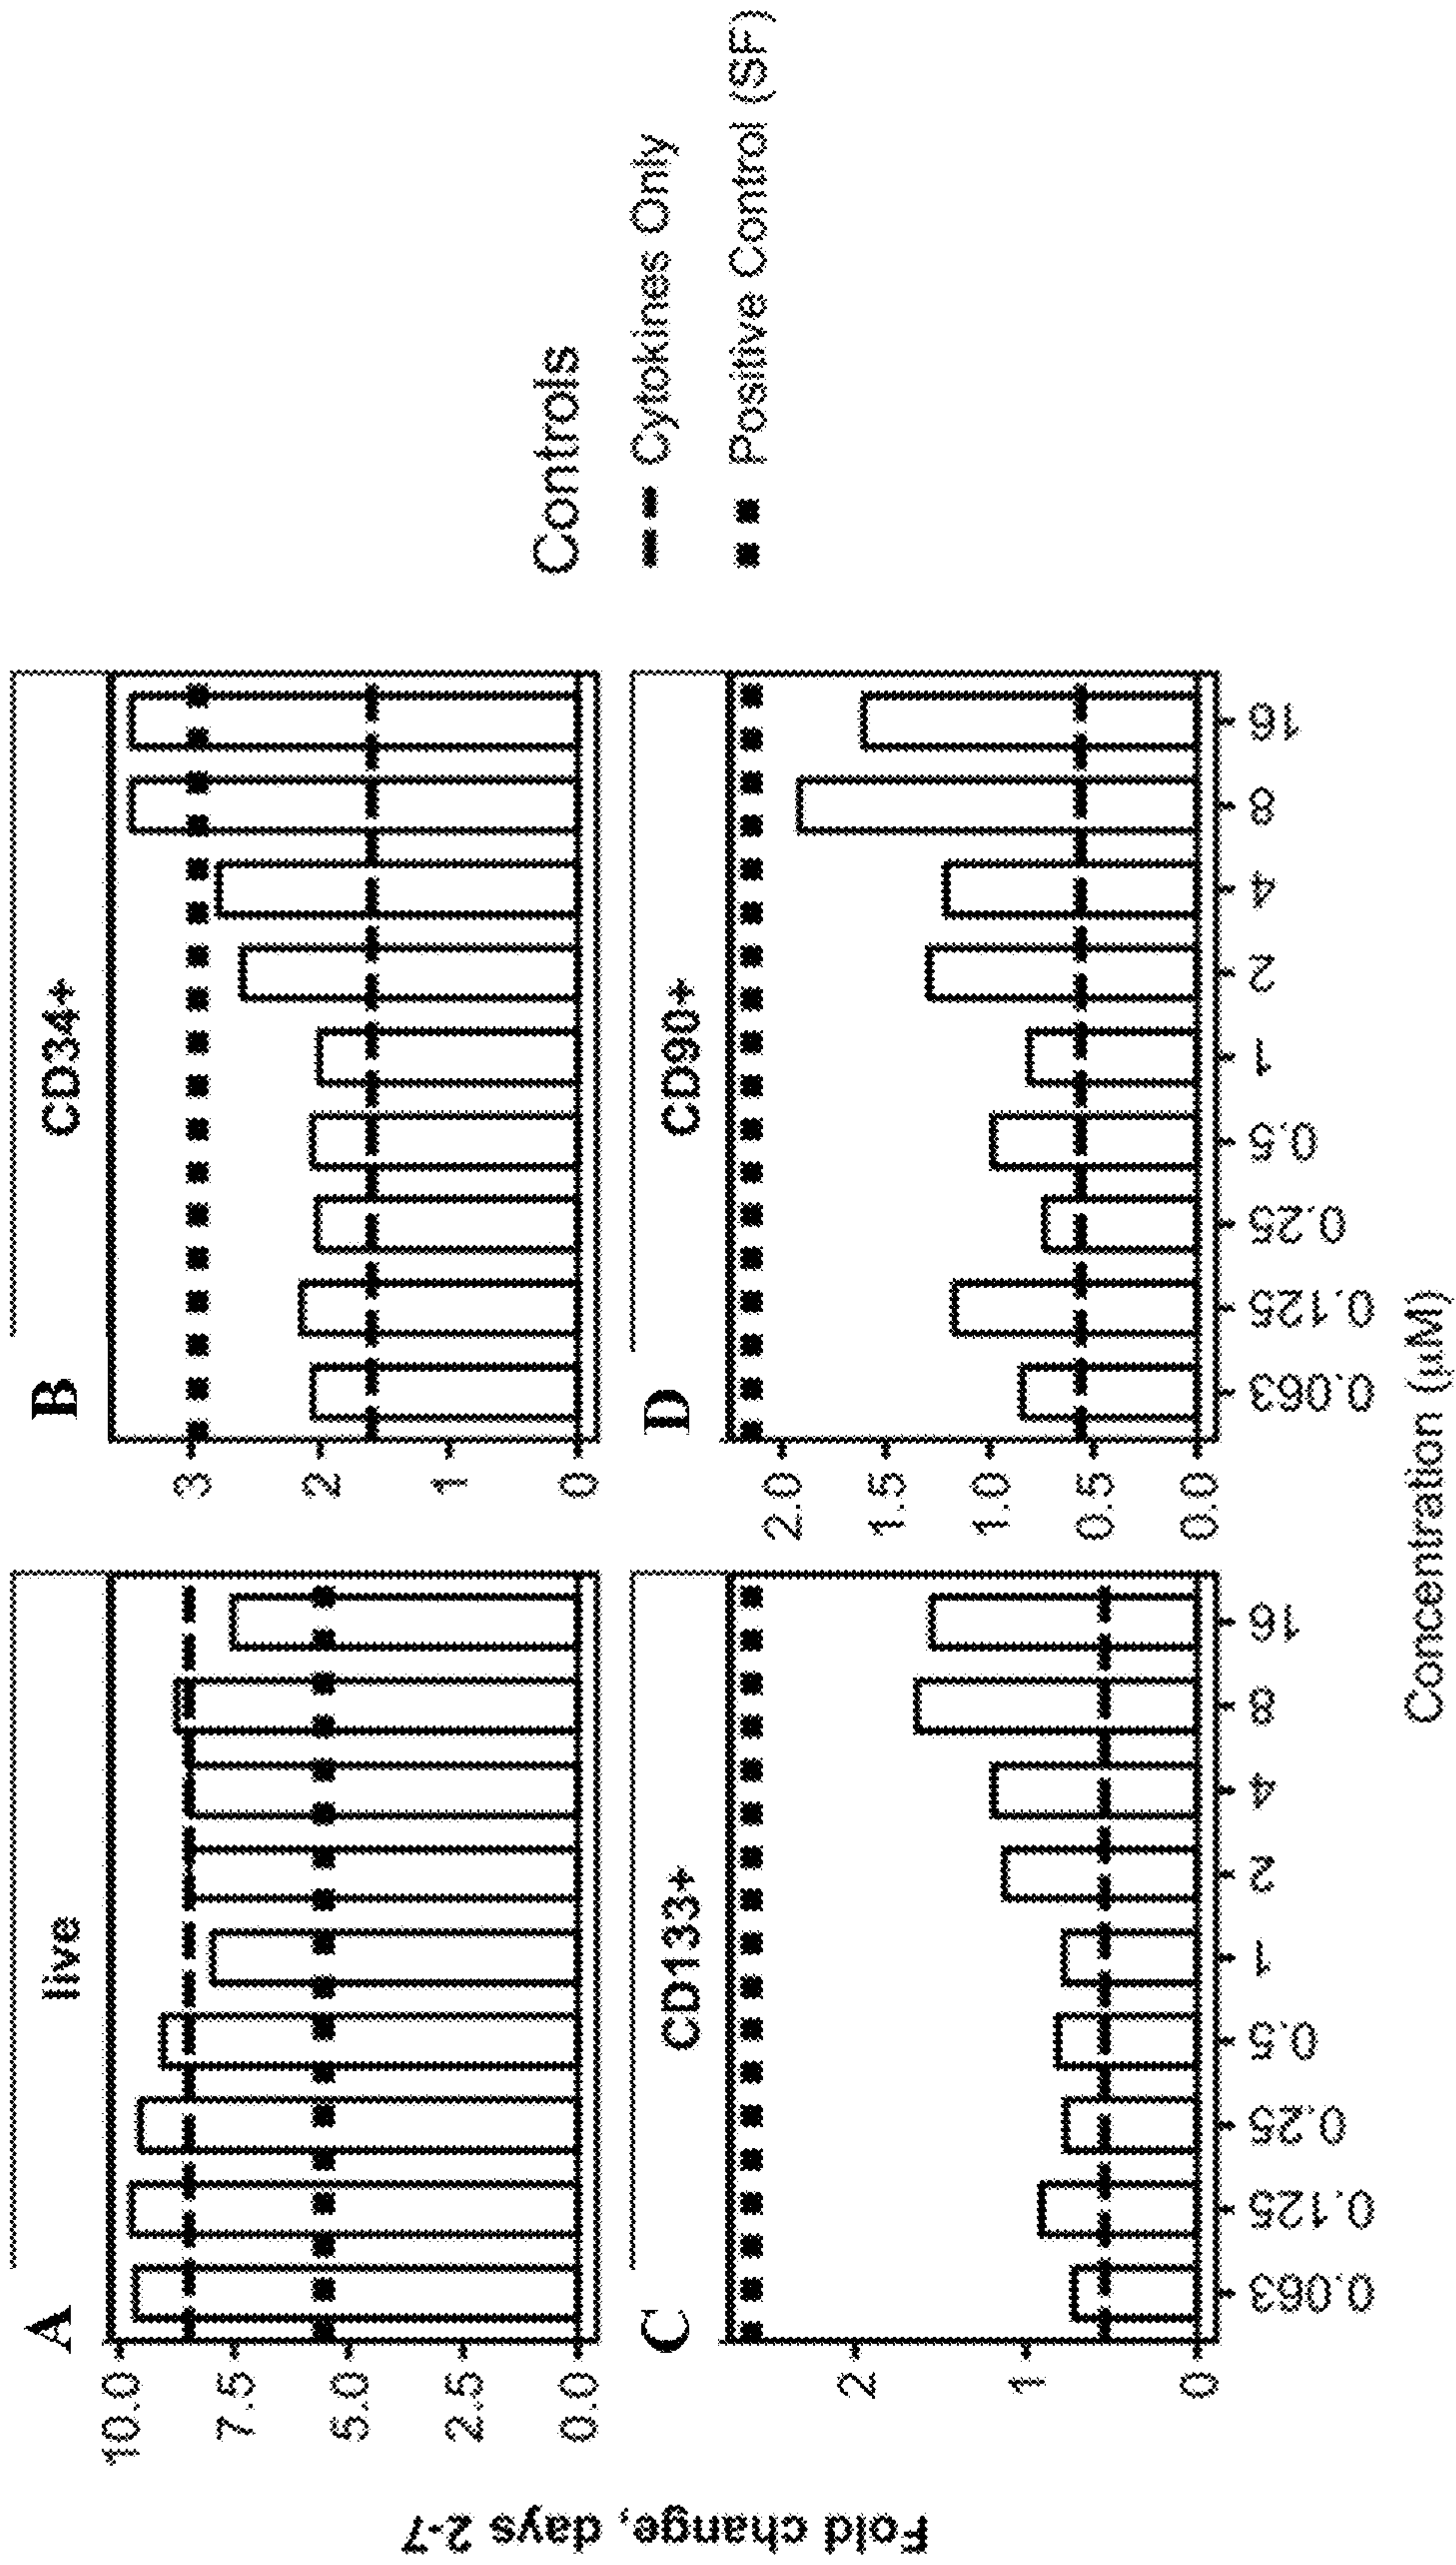 A
live
10.0
7.5
5.0
2.5
0.0
B
CD34+
3
2
1
0
C
CD133+
2
1
0
0.063
0.125
0.25
0.5
1
2
4
8
16
D
CD90+
2.0
1.5
1.0
0.5
0.0
0.063
0.125
0.25
0.5
1
2
4
8
16
Fold change, days 2-7
Concentration (µM)
Controls
Cytokines Only
Positive Control (SF)